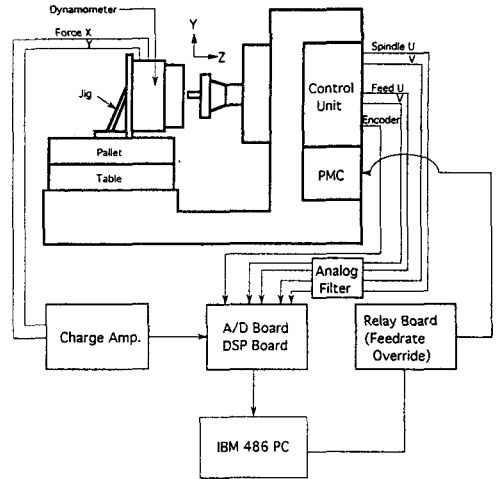 Dynamometer
Force X
Y
Y
Z
Jig
Pallet
Table
Control
Unit
PMC
Spindle U
V
Feed U
V
Encoder
Analog
Filter
Charge Amp.
A/D Board
DSP Board
Relay Board
(Feedrate
Override)
IBM 486 PC